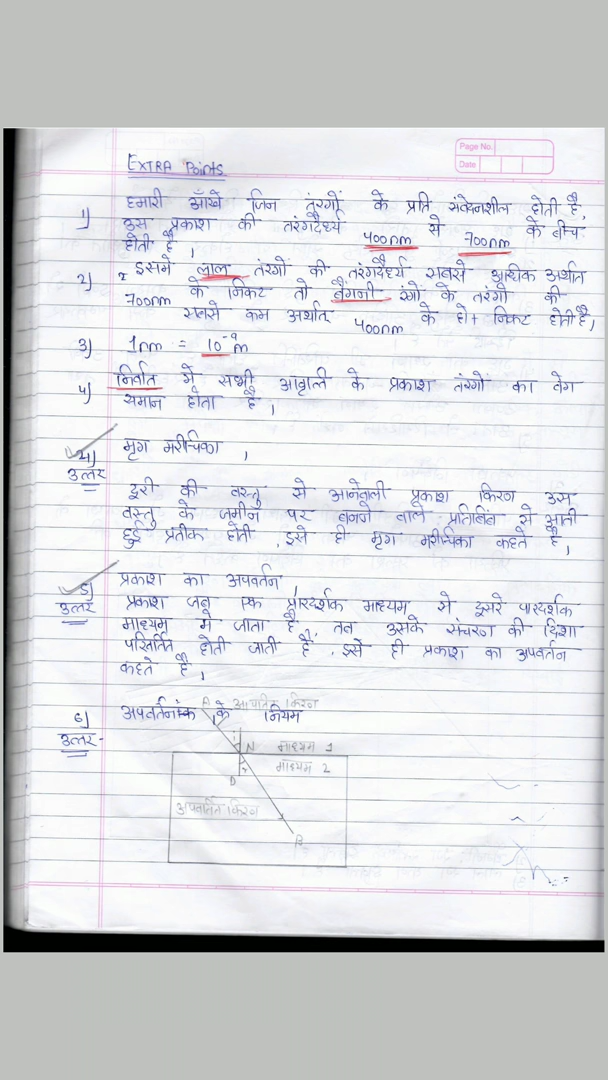 Page No.
Date
EXTRA Points
1) हमारी आँखे जिन तंरगों के प्रति संवेदनशील होती है,
उस प्रकाश की तरंगदैर्ध्य 400nm से 700nm के बीच
होती है।
2) इसमे लाल तंरगों की तरंगदैर्ध्य सबसे अधिक अर्थात
700nm के निकट तो बैंगनी रंगों के तरंगो की
सबसे कम अर्थात 400nm के निकट होती है,
3) 1nm = 10⁻⁹m
4) निर्वात में सभी आवृत्ती के प्रकाश तंरगों का वेग
समान होता है।
4) मृग मरीचिका,
उत्तर
दूरी की वस्तु से आनेवाली प्रकाश किरण उस
वस्तु के जमीन पर बनने वाले प्रतिबिंब से आती
हुई प्रतीक होती, इसे ही मृग मरीचिका कहते है,
5) प्रकाश का अपवर्तन,
उत्तर प्रकाश जब एक पारदर्शक माध्यम से दूसरे पारदर्शक
माध्यम मे जाता है, तब उसके संचरण की दिशा
परिवर्तित होती जाती है, इसे ही प्रकाश का अपवर्तन
कहते है,
6) अपवर्तनांक के नियम
उत्तर-
A आपतित किरण
i N माध्यम 1
r माध्यम 2
D
अपवर्तित किरण
B